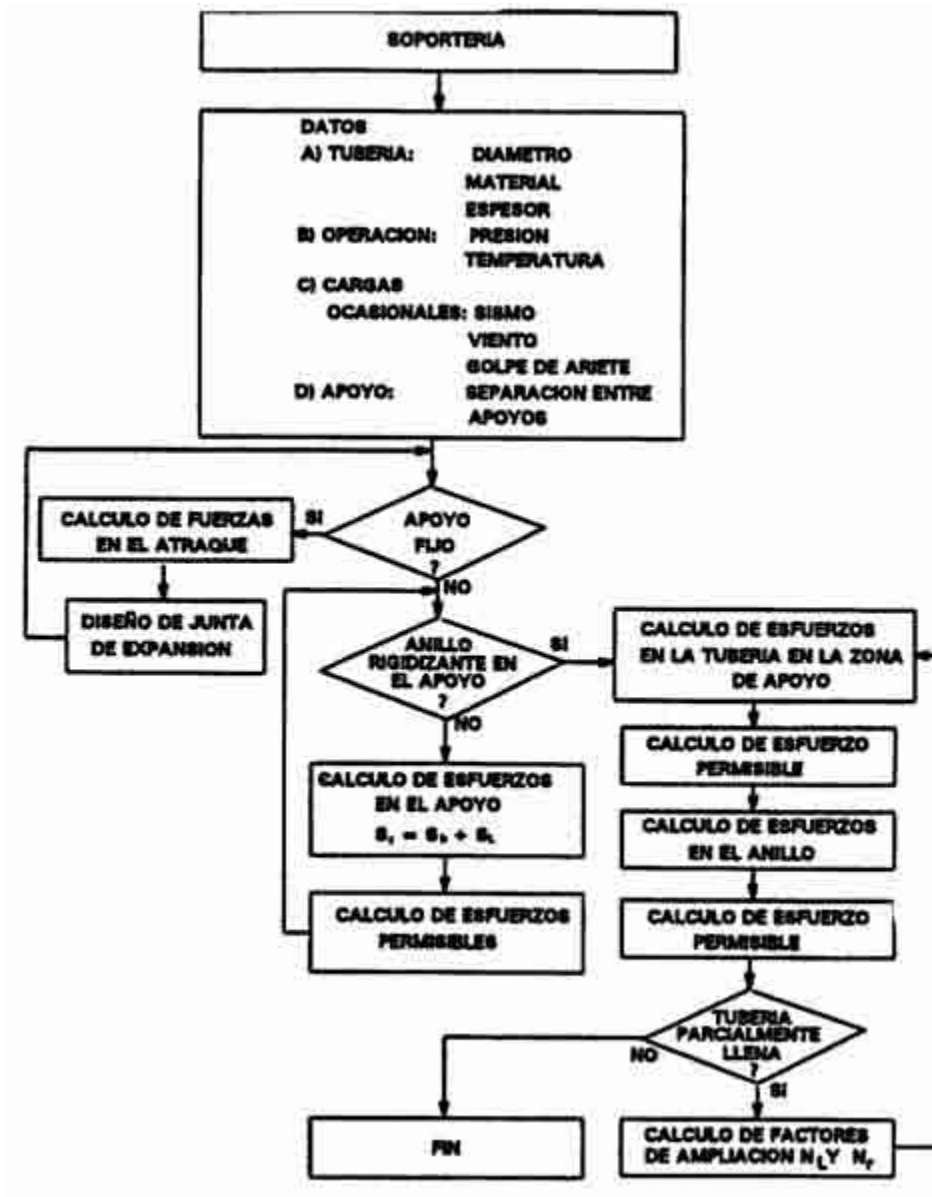 SOPORTERIA
DATOS
A) TUBERIA: DIAMETRO
MATERIAL
ESPESOR
B) OPERACION: PRESION
TEMPERATURA
C) CARGAS
OCASIONALES: SISMO
VIENTO
GOLPE DE ARIETE
D) APOYO: SEPARACION ENTRE
APOYOS
APOYO
FIJO
?
SI
NO
CALCULO DE FUERZAS
EN EL ATRAQUE
DISEÑO DE JUNTA
DE EXPANSION
ANILLO
RIGIDIZANTE EN
EL APOYO
?
SI
NO
CALCULO DE ESFUERZOS
EN EL APOYO
CALCULO DE ESFUERZOS
PERMISIBLES
CALCULO DE ESFUERZOS
EN LA TUBERIA EN LA ZONA
DE APOYO
CALCULO DE ESFUERZO
PERMISIBLE
CALCULO DE ESFUERZOS
EN EL ANILLO
CALCULO DE ESFUERZO
PERMISIBLE
TUBERIA
PARCIALMENTE
LLENA
?
NO
SI
FIN
CALCULO DE FACTORES
DE AMPLIACION N_L Y N_r